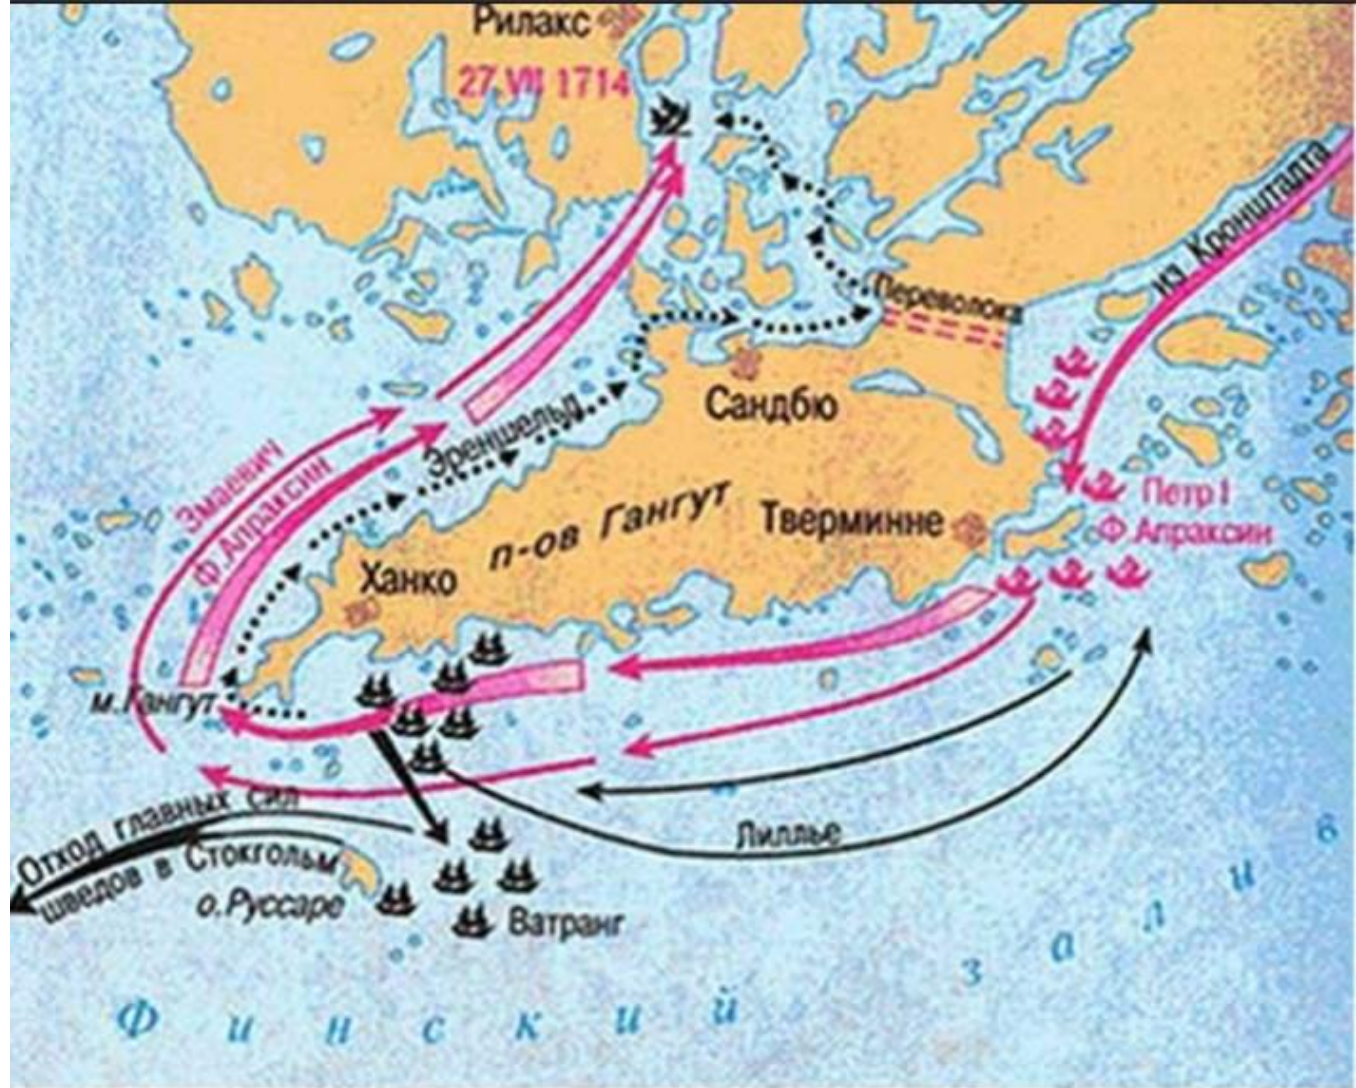 Рилакс
27 VII 1714
из Кронштадта
Переволока
Сандбю
Эреншельд
Змаевич
Ф.Апраксин
п-ов Гангут
Тверминне
Петр I
Ф.Апраксин
Ханко
м.Гангут
Отход главных сил
шведов в Стокгольм
о.Руссаре
Лиллье
Ватранг
Финский залив